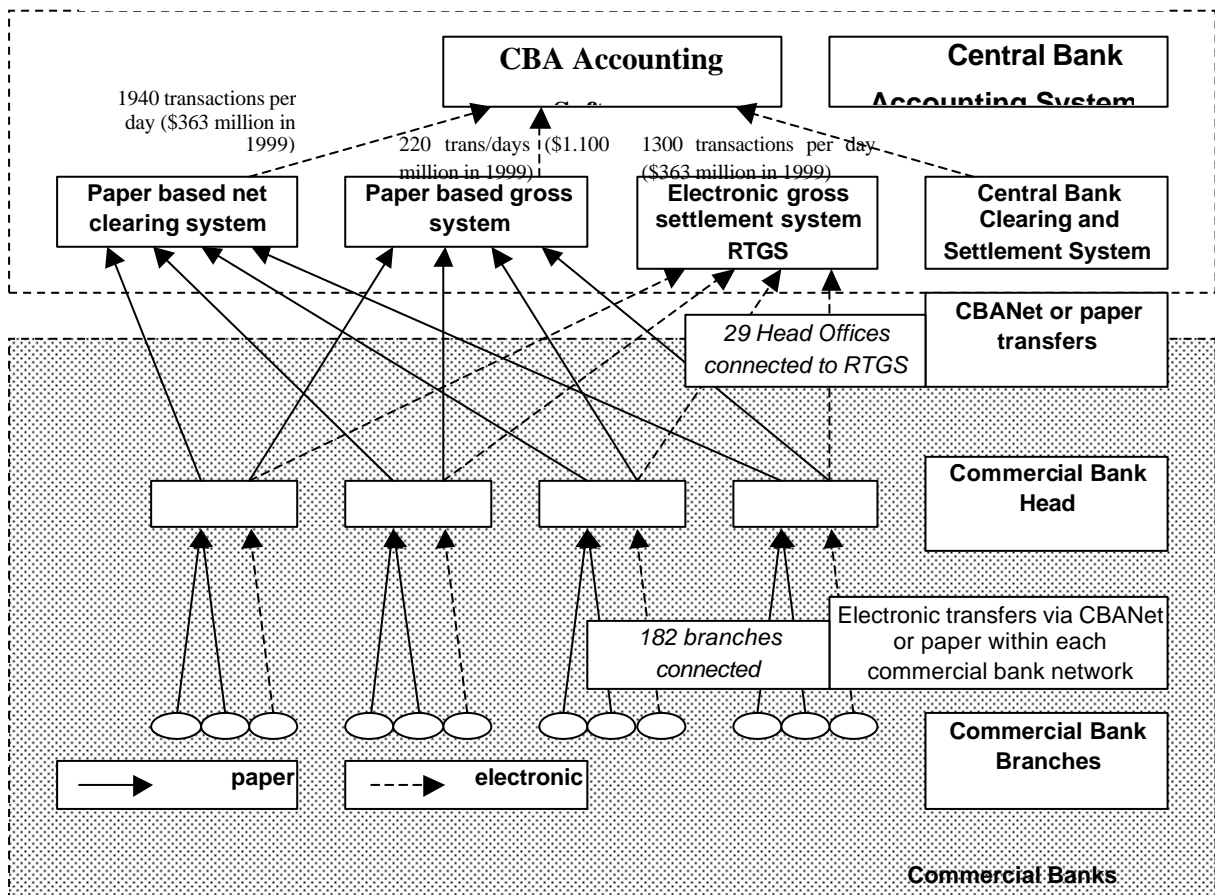 CBA Accounting
Central Bank
Accounting System
1940 transactions per
day ($363 million in
1999)
220 trans/days ($1.100
million in 1999)
1300 transactions per day
($363 million in 1999)
Paper based net
clearing system
Paper based gross
system
Electronic gross
settlement system
RTGS
Central Bank
Clearing and
Settlement System
29 Head Offices
connected to RTGS
CBANet or paper
transfers
Commercial Bank
Head
182 branches
connected
Electronic transfers via CBANet
or paper within each
commercial bank network
Commercial Bank
Branches
paper
electronic
Commercial Banks